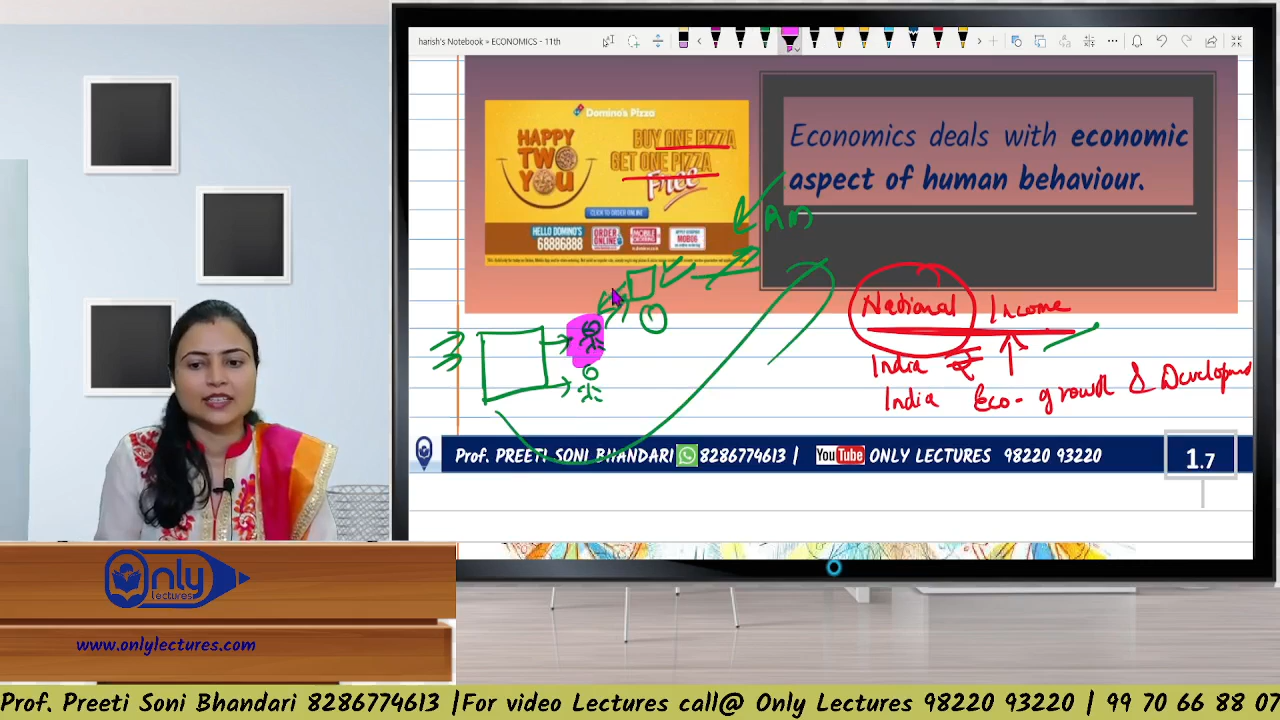 harish's Notebook » ECONOMICS - 11th
Domino's Pizza
HAPPY
TWO
YOU
BUY ONE PIZZA
GET ONE PIZZA
Free
CLICK TO ORDER ONLINE
HELLO DOMINO'S
68886888
ORDER
ONLINE
MOBILE
ORDERING
MOB06
Economics deals with economic
aspect of human behaviour.
National Income
India ₹
India Eco- growth & Developm
1
Prof. PREETI SONI BHANDARI 8286774613 | YouTube ONLY LECTURES 98220 93220
1.7
Only
lectures
www.onlylectures.com
Prof. Preeti Soni Bhandari 8286774613 |For video Lectures call@ Only Lectures 98220 93220 | 99 70 66 88 07